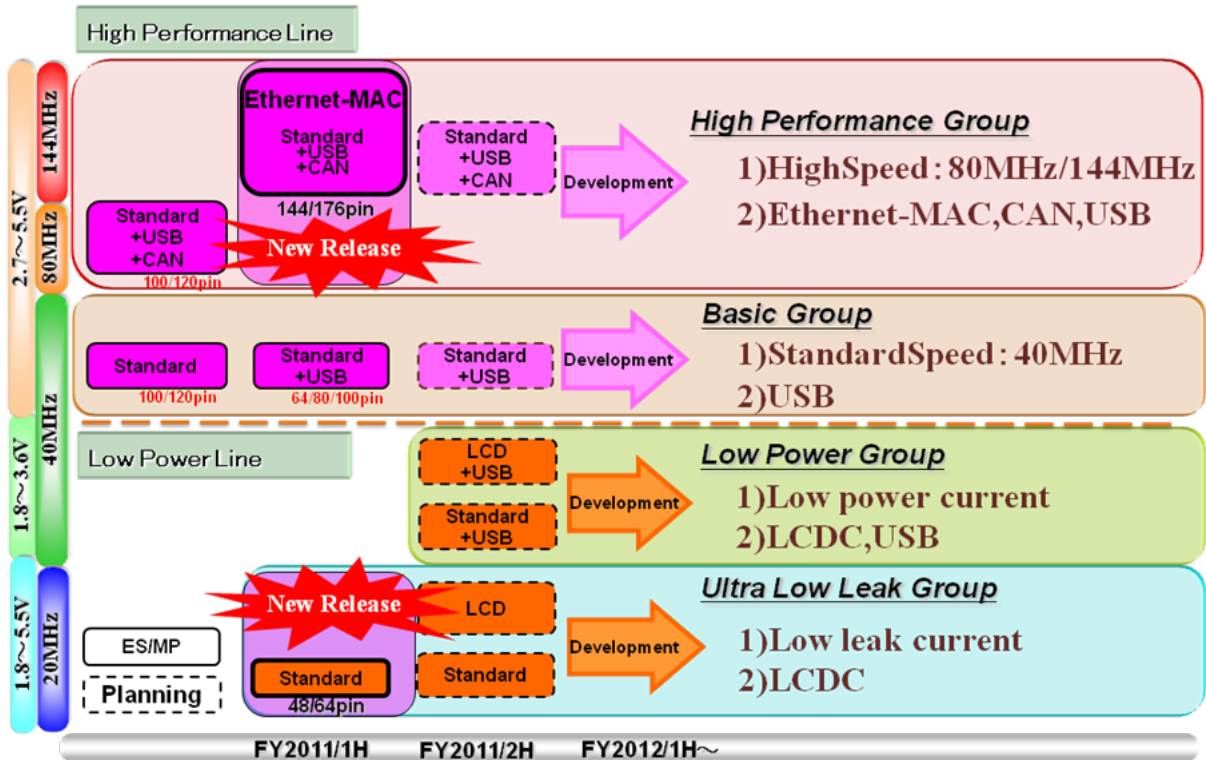 High Performance Line
2.7～5.5V
144MHz
80MHz
Ethernet-MAC
Standard
+USB
+CAN
144/176pin
Standard
+USB
+CAN
Development
High Performance Group
1)HighSpeed：80MHz/144MHz
2)Ethernet-MAC,CAN,USB
Standard
+USB
+CAN
100/120pin
New Release
40MHz
Standard
100/120pin
Standard
+USB
64/80/100pin
Standard
+USB
Development
Basic Group
1)StandardSpeed：40MHz
2)USB
Low Power Line
1.8～3.6V
LCD
+USB
Standard
+USB
Development
Low Power Group
1)Low power current
2)LCDC,USB
1.8～5.5V
20MHz
New Release
Standard
48/64pin
LCD
Standard
Development
Ultra Low Leak Group
1)Low leak current
2)LCDC
ES/MP
Planning
FY2011/1H
FY2011/2H
FY2012/1H～